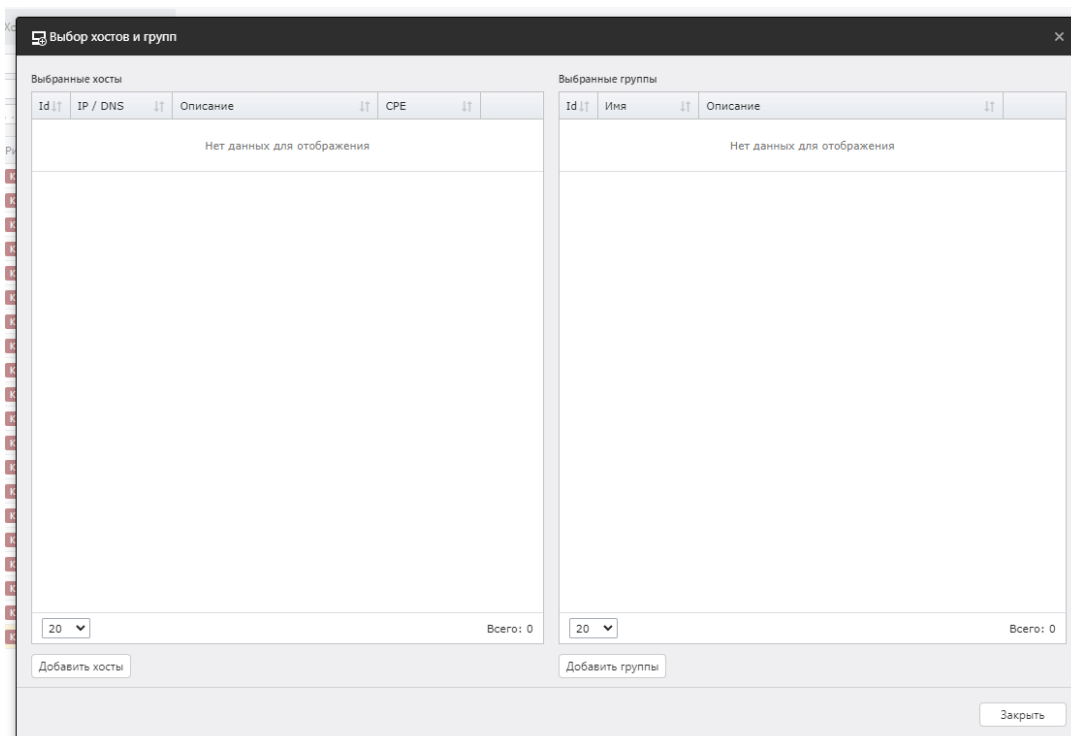 Выбор хостов и групп
Выбранные хосты
Id IP / DNS Описание CPE
Нет данных для отображения
20 Всего: 0
Добавить хосты
Выбранные группы
Id Имя Описание
Нет данных для отображения
20 Всего: 0
Добавить группы
Закрыть